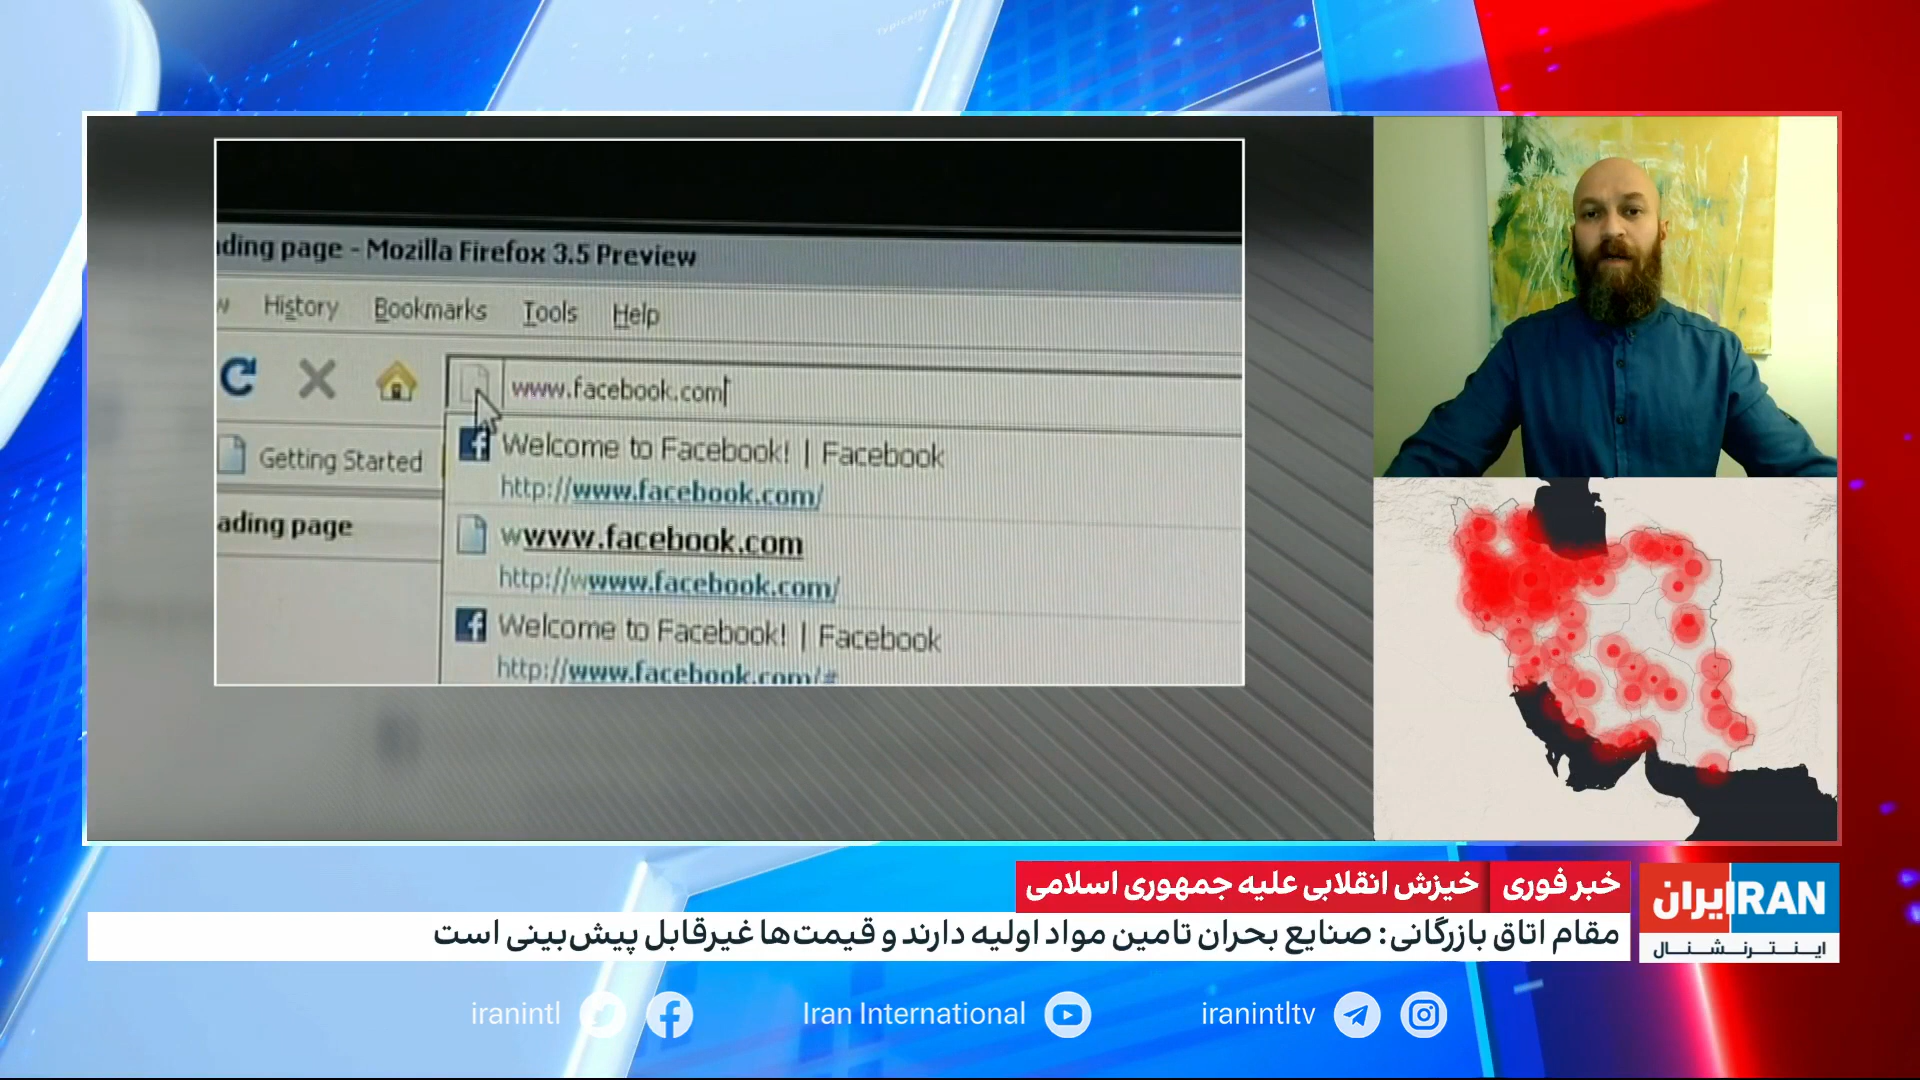 ading page - Mozilla Firefox 3.5 Preview
History Bookmarks Tools Help
www.facebook.com
Welcome to Facebook! | Facebook
http://www.facebook.com/
Getting Started
wwww.facebook.com
http://wwww.facebook.com/
ading page
Welcome to Facebook! | Facebook
http://www.facebook.com/#
خبر فوری خیزش انقلابی علیه جمهوری اسلامی
مقام اتاق بازرگانی: صنایع بحران تامین مواد اولیه دارند و قیمت‌ها غیرقابل پیش‌بینی است
ایران IRAN
اینترنشنال
iranintl
Iran International
iranintltv